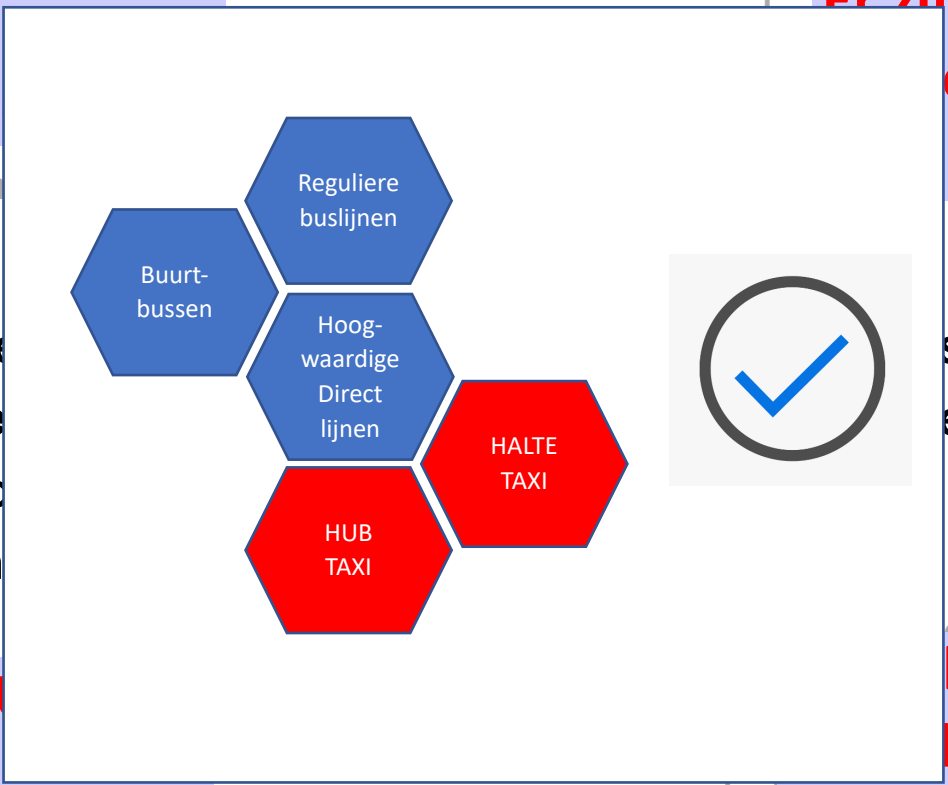 Reguliere
buslijnen
Buurt-
bussen
Hoog-
waardige
Direct
lijnen
HALTE
TAXI
HUB
TAXI